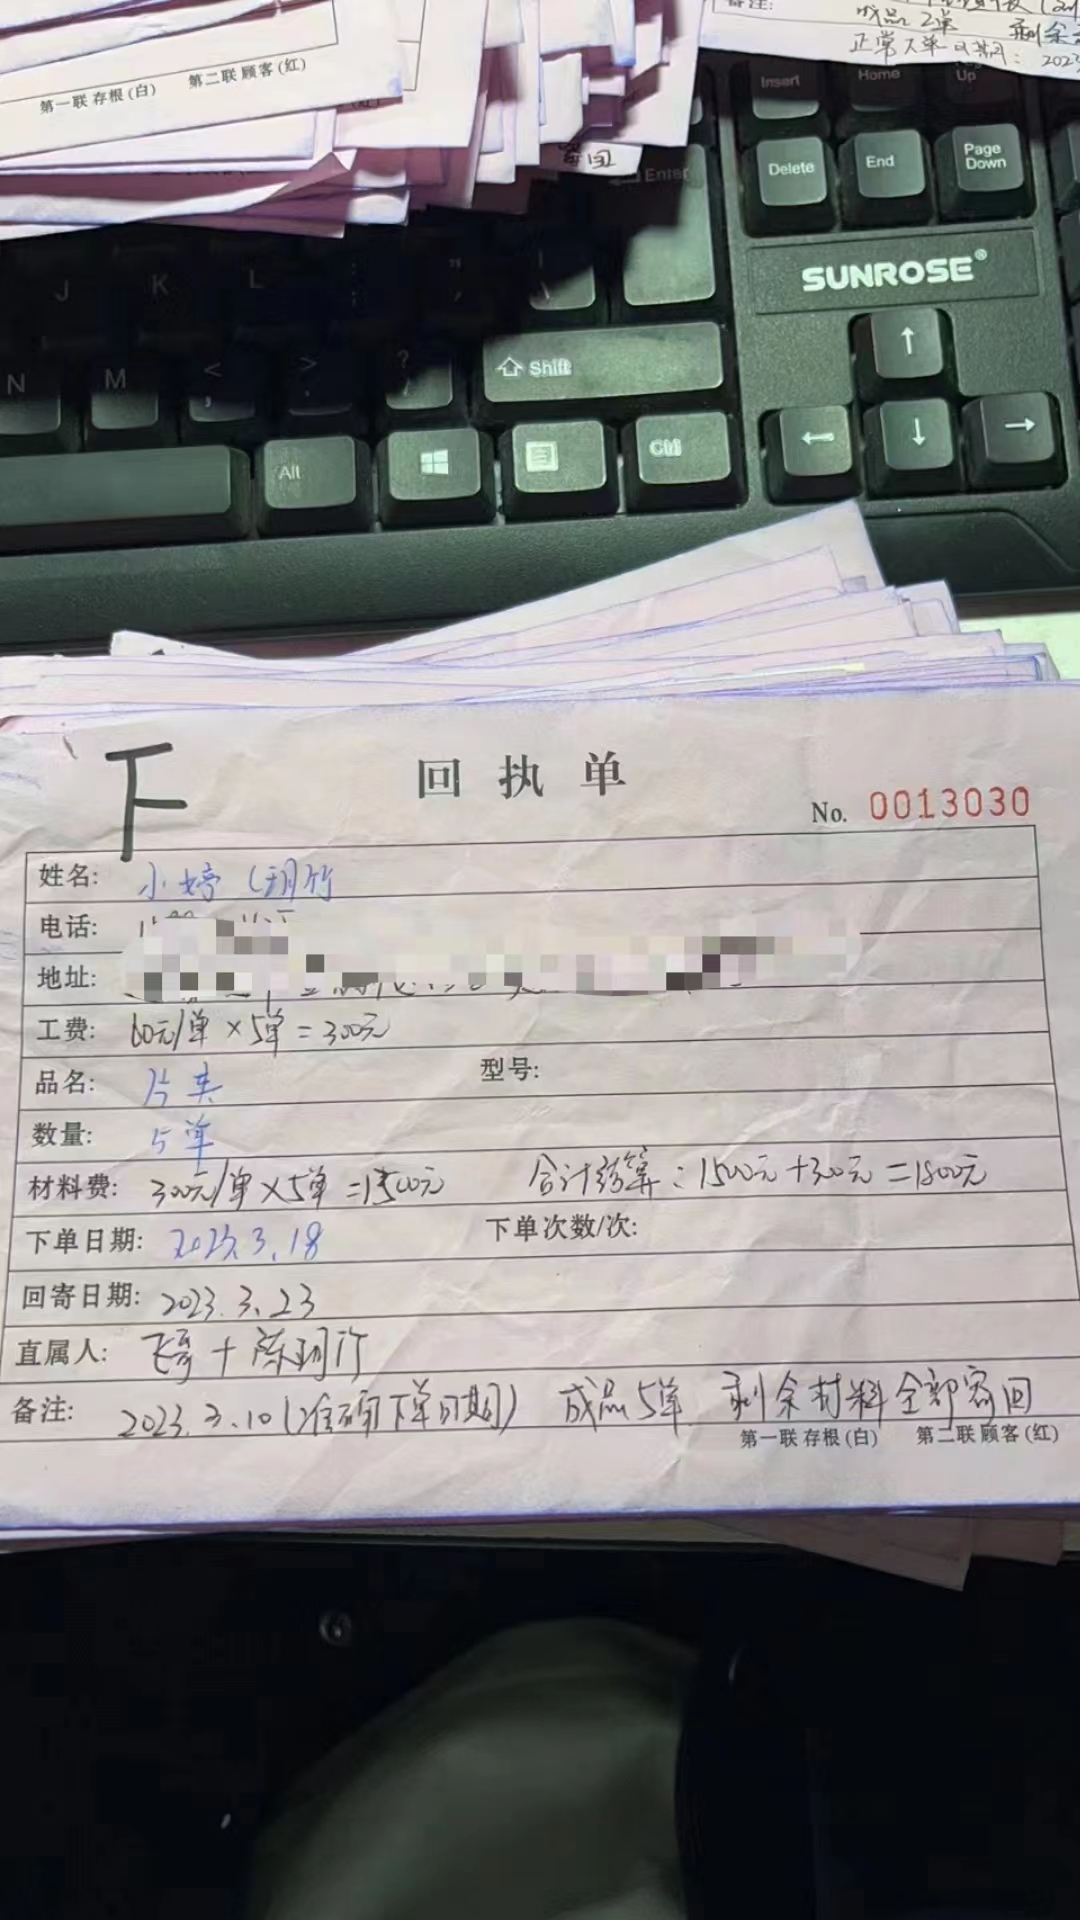 备注:
成品2单 剩余
正常下单日期: 202
第一联 存根(白) 第二联 顾客(红)
寄回
Insert Home Up
Delete End Page Down
Enter
SUNROSE®
J K L : ; " ' | \
N M < , > . ? / Shift ↑
Alt Ctrl ← ↓ →
下
回执单
No. 0013030
姓名: 小婷(玥竹
电话:
地址:
工费: 60元/单×5单=300元
品名: 片夹 型号:
数量: 5单
材料费: 300元/单×5单=1500元 合计结算: 1500元+300元=1800元
下单日期: 2023.3.18 下单次数/次:
回寄日期: 2023.3.23
直属人: 飞哥+陈玥竹
备注: 2023.3.10(准确下单日期) 成品5单 剩余材料全部寄回
第一联 存根(白) 第二联 顾客(红)